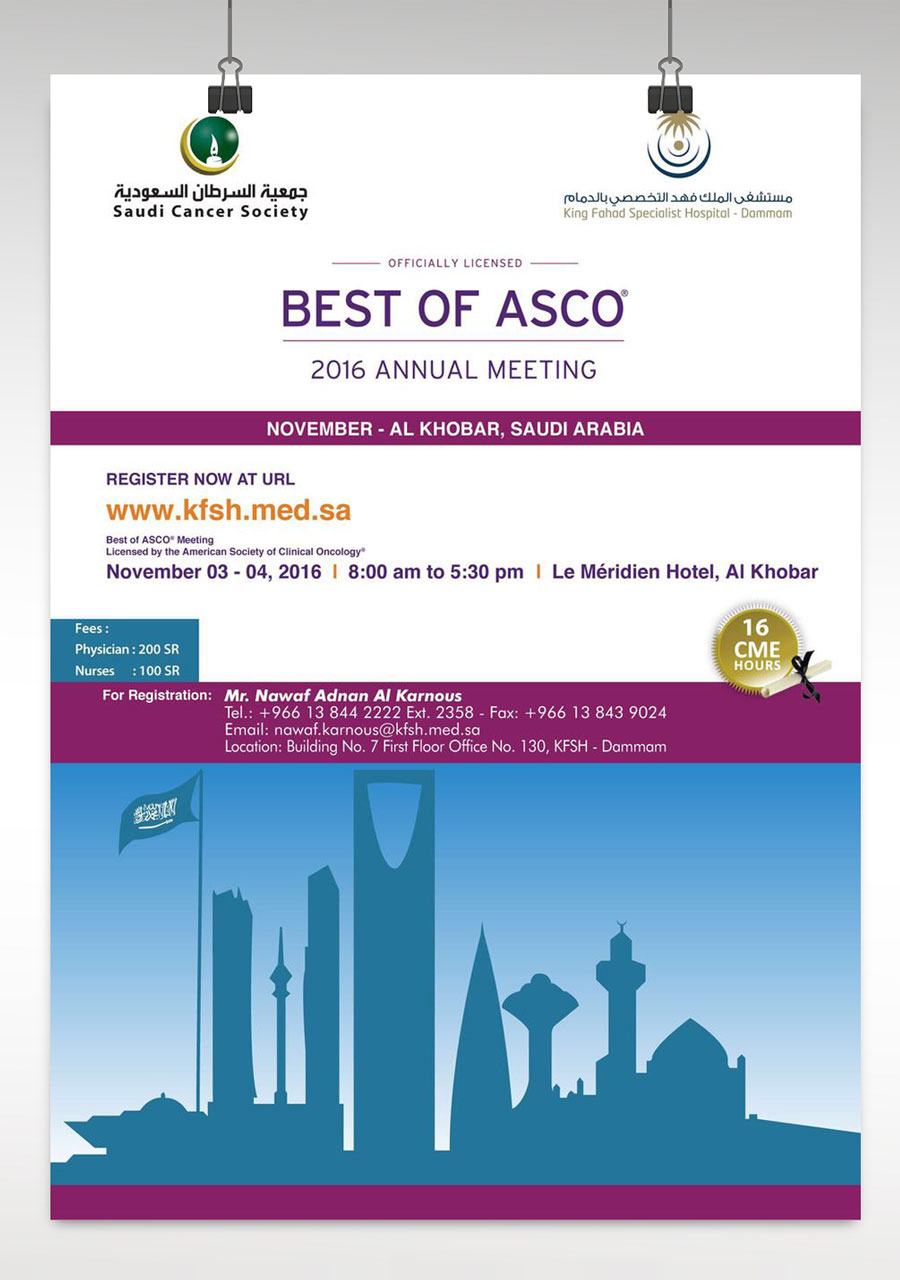 جمعية السرطان السعودية
Saudi Cancer Society
مستشفى الملك فهد التخصصي بالدمام
King Fahad Specialist Hospital - Dammam
OFFICIALLY LICENSED
BEST OF ASCO®
2016 ANNUAL MEETING
NOVEMBER - AL KHOBAR, SAUDI ARABIA
REGISTER NOW AT URL
www.kfsh.med.sa
Best of ASCO® Meeting
Licensed by the American Society of Clinical Oncology®
November 03 - 04, 2016 | 8:00 am to 5:30 pm | Le Méridien Hotel, Al Khobar
Fees :
Physician : 200 SR
Nurses : 100 SR
16
CME
HOURS
For Registration: Mr. Nawaf Adnan Al Karnous
Tel.: +966 13 844 2222 Ext. 2358 - Fax: +966 13 843 9024
Email: nawaf.karnous@kfsh.med.sa
Location: Building No. 7 First Floor Office No. 130, KFSH - Dammam